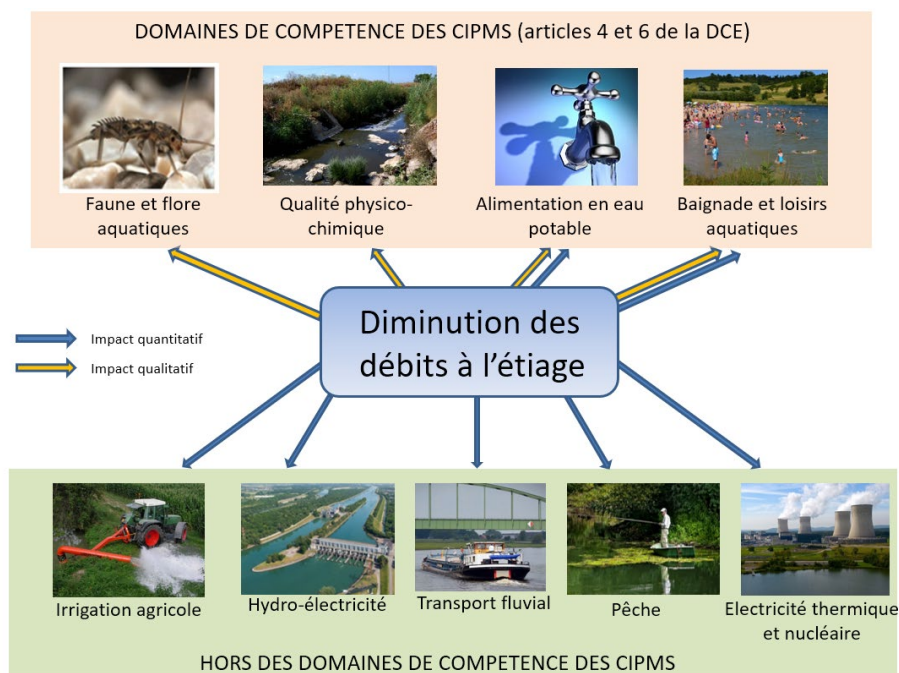 DOMAINES DE COMPETENCE DES CIPMS (articles 4 et 6 de la DCE)
Faune et flore
aquatiques
Qualité physico-
chimique
Alimentation en eau
potable
Baignade et loisirs
aquatiques
Diminution des
débits à l'étiage
Impact quantitatif
Impact qualitatif
Irrigation agricole
Hydro-électricité
Transport fluvial
Pêche
Electricité thermique
et nucléaire
HORS DES DOMAINES DE COMPETENCE DES CIPMS